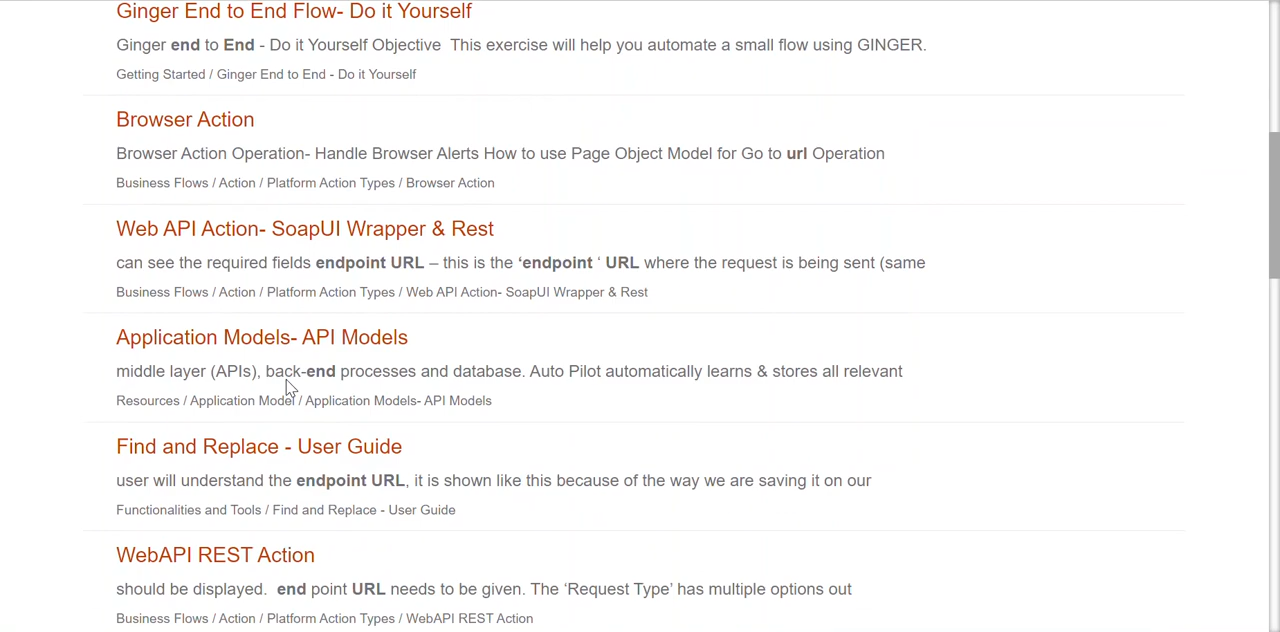 Ginger End to End Flow- Do it Yourself
Ginger end to End - Do it Yourself Objective  This exercise will help you automate a small flow using GINGER.
Getting Started / Ginger End to End - Do it Yourself
Browser Action
Browser Action Operation- Handle Browser Alerts How to use Page Object Model for Go to url Operation
Business Flows / Action / Platform Action Types / Browser Action
Web API Action- SoapUI Wrapper & Rest
can see the required fields endpoint URL – this is the ‘endpoint ‘ URL where the request is being sent (same
Business Flows / Action / Platform Action Types / Web API Action- SoapUI Wrapper & Rest
Application Models- API Models
middle layer (APIs), back-end processes and database. Auto Pilot automatically learns & stores all relevant
Resources / Application Model / Application Models- API Models
Find and Replace - User Guide
user will understand the endpoint URL, it is shown like this because of the way we are saving it on our
Functionalities and Tools / Find and Replace - User Guide
WebAPI REST Action
should be displayed.  end point URL needs to be given. The ‘Request Type’ has multiple options out
Business Flows / Action / Platform Action Types / WebAPI REST Action